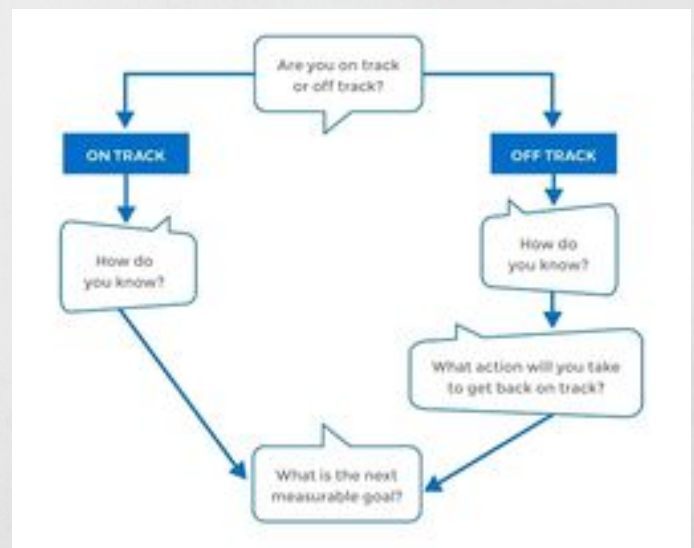 Are you on track
or off track?
ON TRACK
OFF TRACK
How do
you know?
How do
you know?
What action will you take
to get back on track?
What is the next
measurable goal?